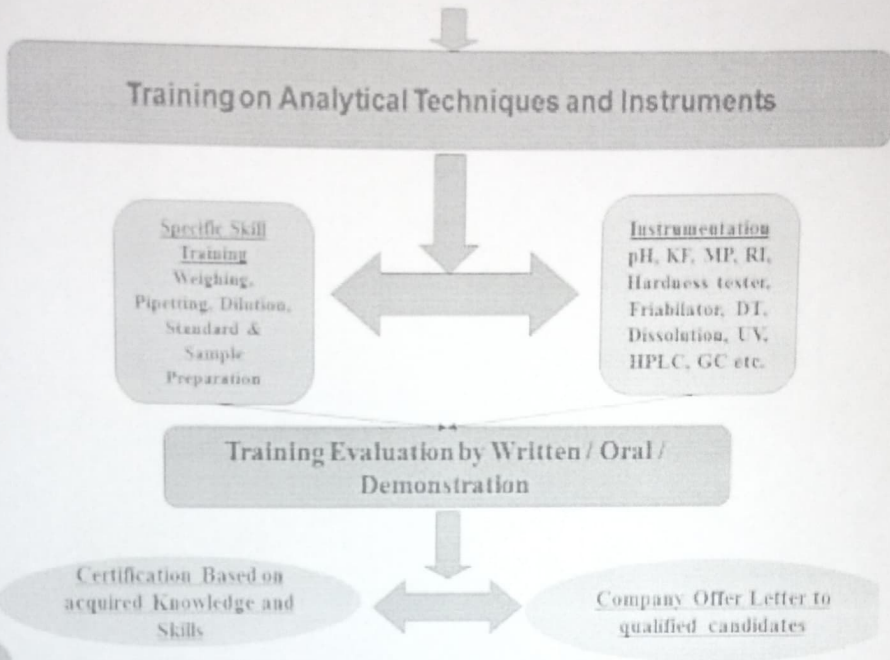 Training on Analytical Techniques and Instruments
Specific Skill
Training
Weighing,
Pipetting, Dilution,
Standard &
Sample
Preparation
Instrumentation
pH, KF, MP, RI,
Hardness tester,
Friabilator, DT,
Dissolution, UV,
HPLC, GC etc.
Training Evaluation by Written / Oral /
Demonstration
Certification Based on
acquired Knowledge and
Skills
Company Offer Letter to
qualified candidates